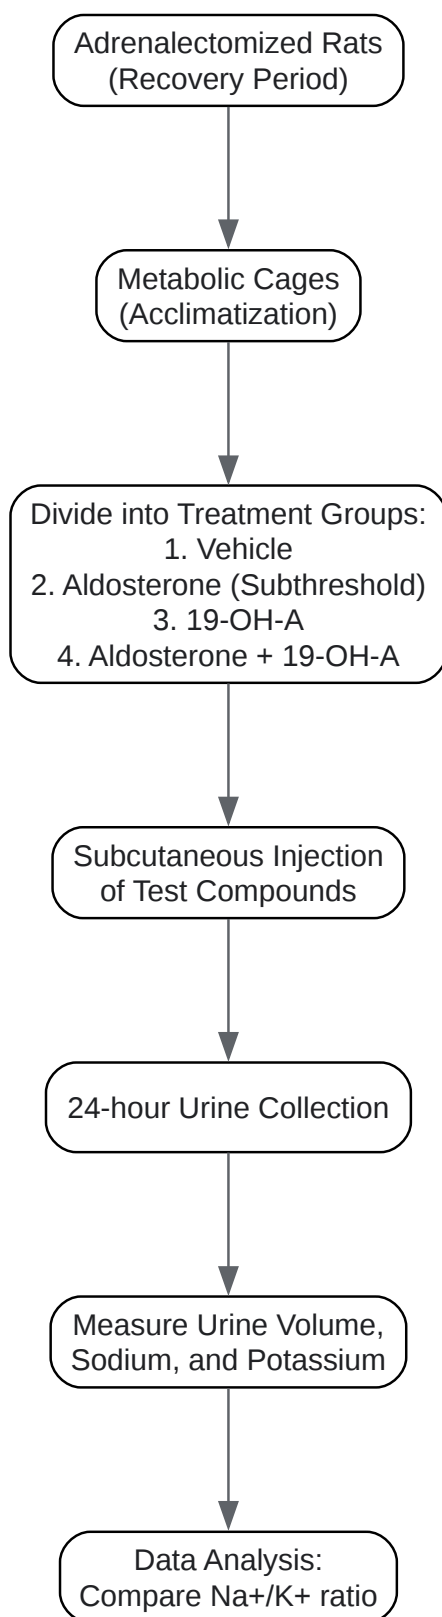 Adrenalectomized Rats
(Recovery Period)
Metabolic Cages
(Acclimatization)
Divide into Treatment Groups:
1. Vehicle
2. Aldosterone (Subthreshold)
3. 19-OH-A
4. Aldosterone + 19-OH-A
Subcutaneous Injection
of Test Compounds
24-hour Urine Collection
Measure Urine Volume,
Sodium, and Potassium
Data Analysis:
Compare Na+/K+ ratio